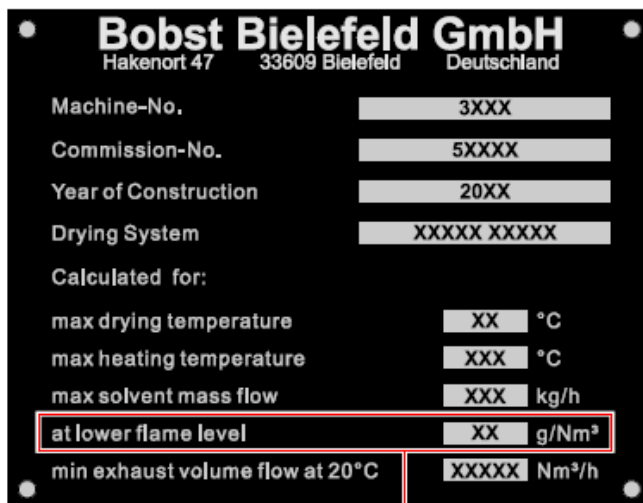 Bobst Bielefeld GmbH
Hakenort 47 33609 Bielefeld Deutschland
Machine-No. 3XXX
Commission-No. 5XXXX
Year of Construction 20XX
Drying System XXXXX XXXXX
Calculated for:
max drying temperature XX °C
max heating temperature XXX °C
max solvent mass flow XXX kg/h
at lower flame level XX g/Nm³
min exhaust volume flow at 20°C XXXXX Nm³/h